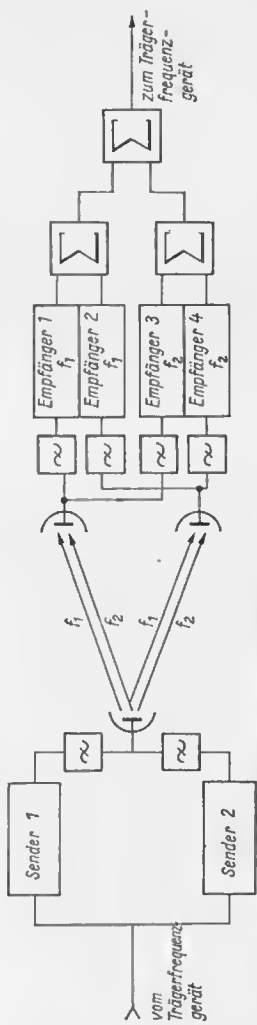 vom
Trägerfrequenz-
gerät
Sender 1
Sender 2
f₁
f₂
f₁
f₂
Empfänger 1
f₁
Empfänger 2
f₁
Empfänger 3
f₂
Empfänger 4
f₂
zum Träger-
frequenz-
gerät